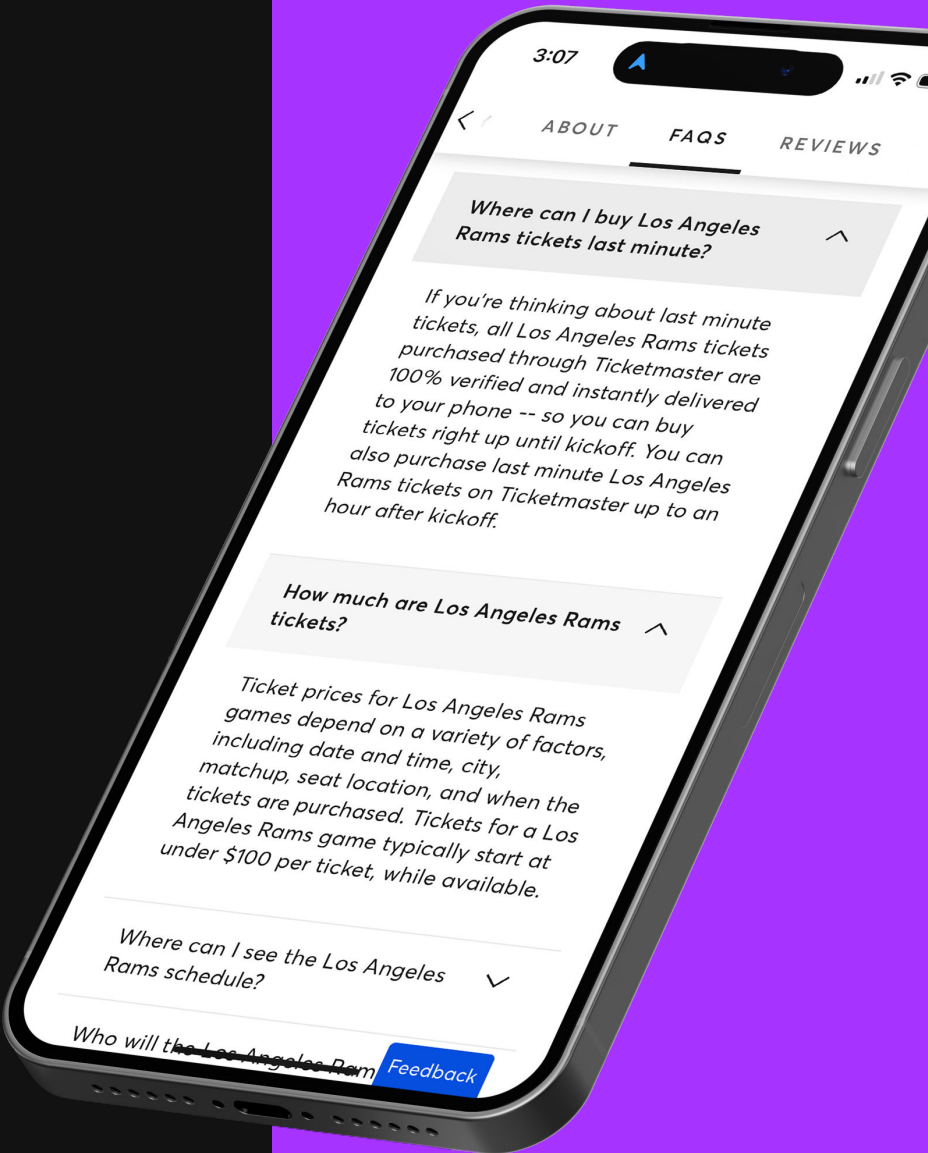 3:07
ABOUT FAQS REVIEWS
Where can I buy Los Angeles
Rams tickets last minute?
If you're thinking about last minute
tickets, all Los Angeles Rams tickets
purchased through Ticketmaster are
100% verified and instantly delivered
to your phone -- so you can buy
tickets right up until kickoff. You can
also purchase last minute Los Angeles
Rams tickets on Ticketmaster up to an
hour after kickoff.
How much are Los Angeles Rams
tickets?
Ticket prices for Los Angeles Rams
games depend on a variety of factors,
including date and time, city,
matchup, seat location, and when the
tickets are purchased. Tickets for a Los
Angeles Rams game typically start at
under $100 per ticket, while available.
Where can I see the Los Angeles
Rams schedule?
Who will the Los Angeles Ram
Feedback